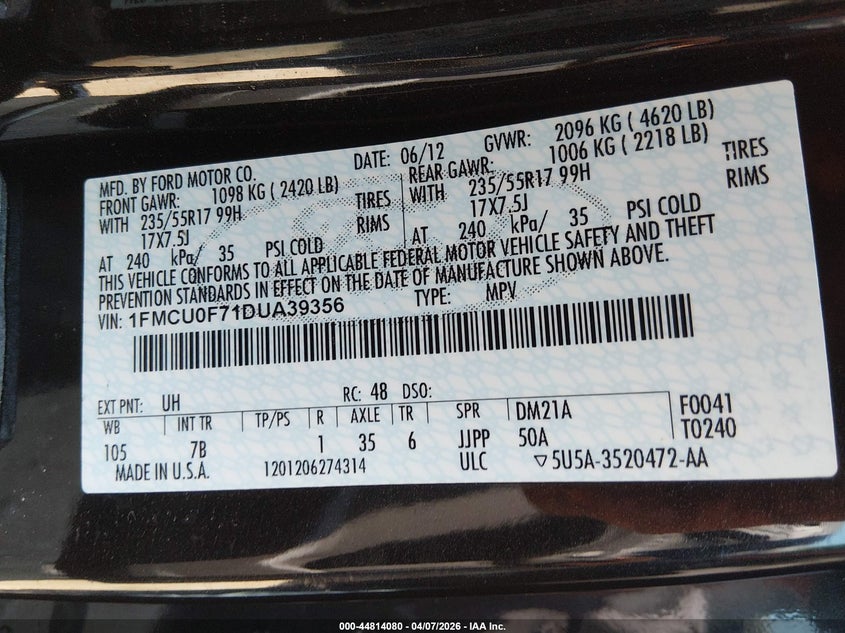 MFD. BY FORD MOTOR CO. DATE: 06/12 GVWR: 2096 KG ( 4620 LB)
FRONT GAWR: 1098 KG ( 2420 LB) REAR GAWR: 1006 KG ( 2218 LB)
WITH 235/55R17 99H TIRES WITH 235/55R17 99H TIRES
17X7.5J RIMS 17X7.5J RIMS
AT 240 kPa/ 35 PSI COLD AT 240 kPa/ 35 PSI COLD
THIS VEHICLE CONFORMS TO ALL APPLICABLE FEDERAL MOTOR VEHICLE SAFETY AND THEFT
PREVENTION STANDARDS IN EFFECT ON THE DATE OF MANUFACTURE SHOWN ABOVE.
VIN: 1FMCU0F71DUA39356 TYPE: MPV
EXT PNT: UH RC: 48 DSO:
WB INT TR TP/PS R AXLE TR SPR DM21A F0041
105 7B 1 35 6 JJPP 50A T0240
MADE IN U.S.A. 1201206274314 ULC ▽5U5A-3520472-AA
000-44814080 - 04/07/2026 - IAA Inc.